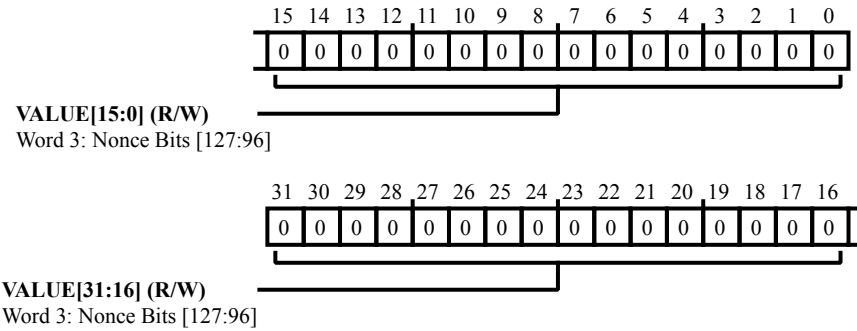 15 14 13 12 11 10 9 8 7 6 5 4 3 2 1 0
0 0 0 0 0 0 0 0 0 0 0 0 0 0 0 0
VALUE[15:0] (R/W)
Word 3: Nonce Bits [127:96]
31 30 29 28 27 26 25 24 23 22 21 20 19 18 17 16
0 0 0 0 0 0 0 0 0 0 0 0 0 0 0 0
VALUE[31:16] (R/W)
Word 3: Nonce Bits [127:96]